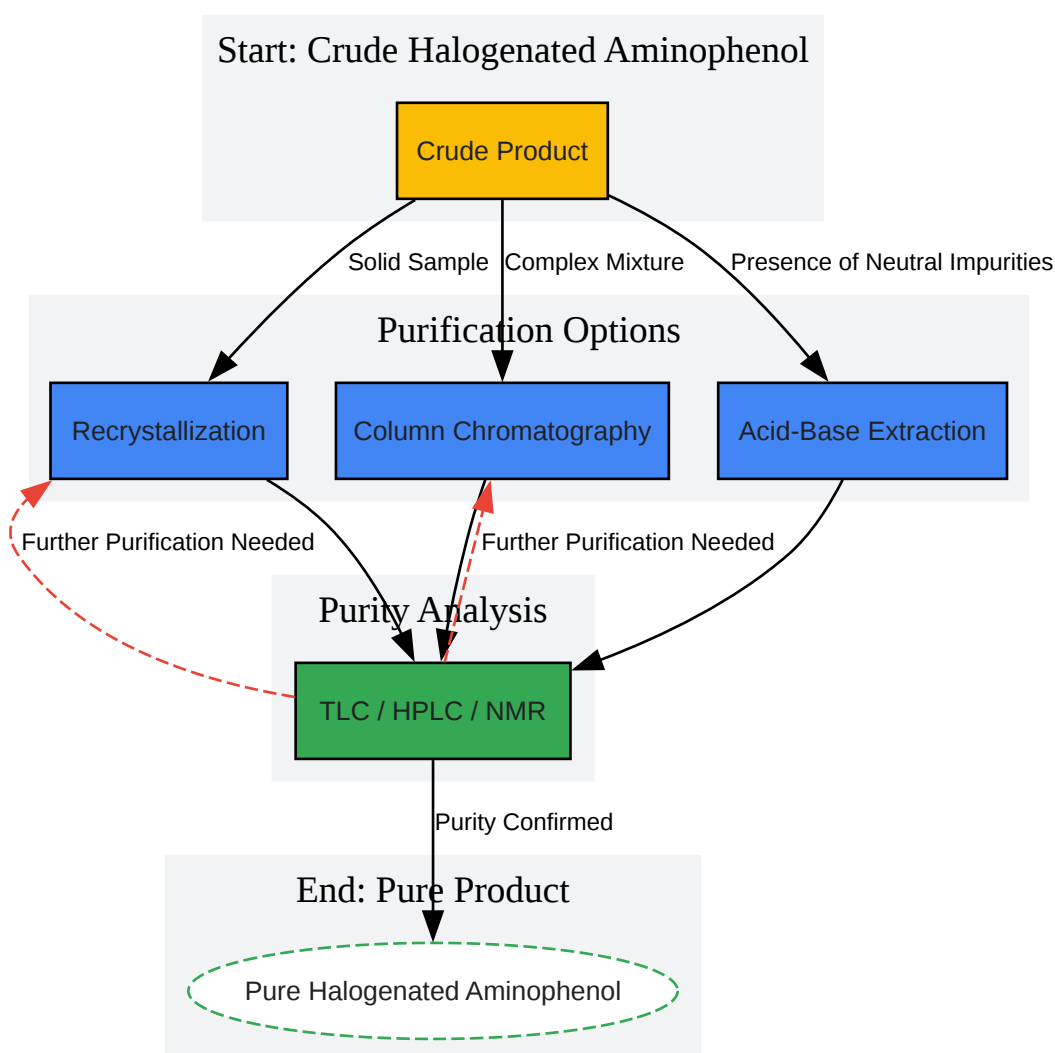 Start: Crude Halogenated Aminophenol
Crude Product
Solid Sample
Complex Mixture
Presence of Neutral Impurities
Purification Options
Recrystallization
Column Chromatography
Acid-Base Extraction
Further Purification Needed
Further Purification Needed
Purity Analysis
TLC / HPLC / NMR
Purity Confirmed
End: Pure Product
Pure Halogenated Aminophenol